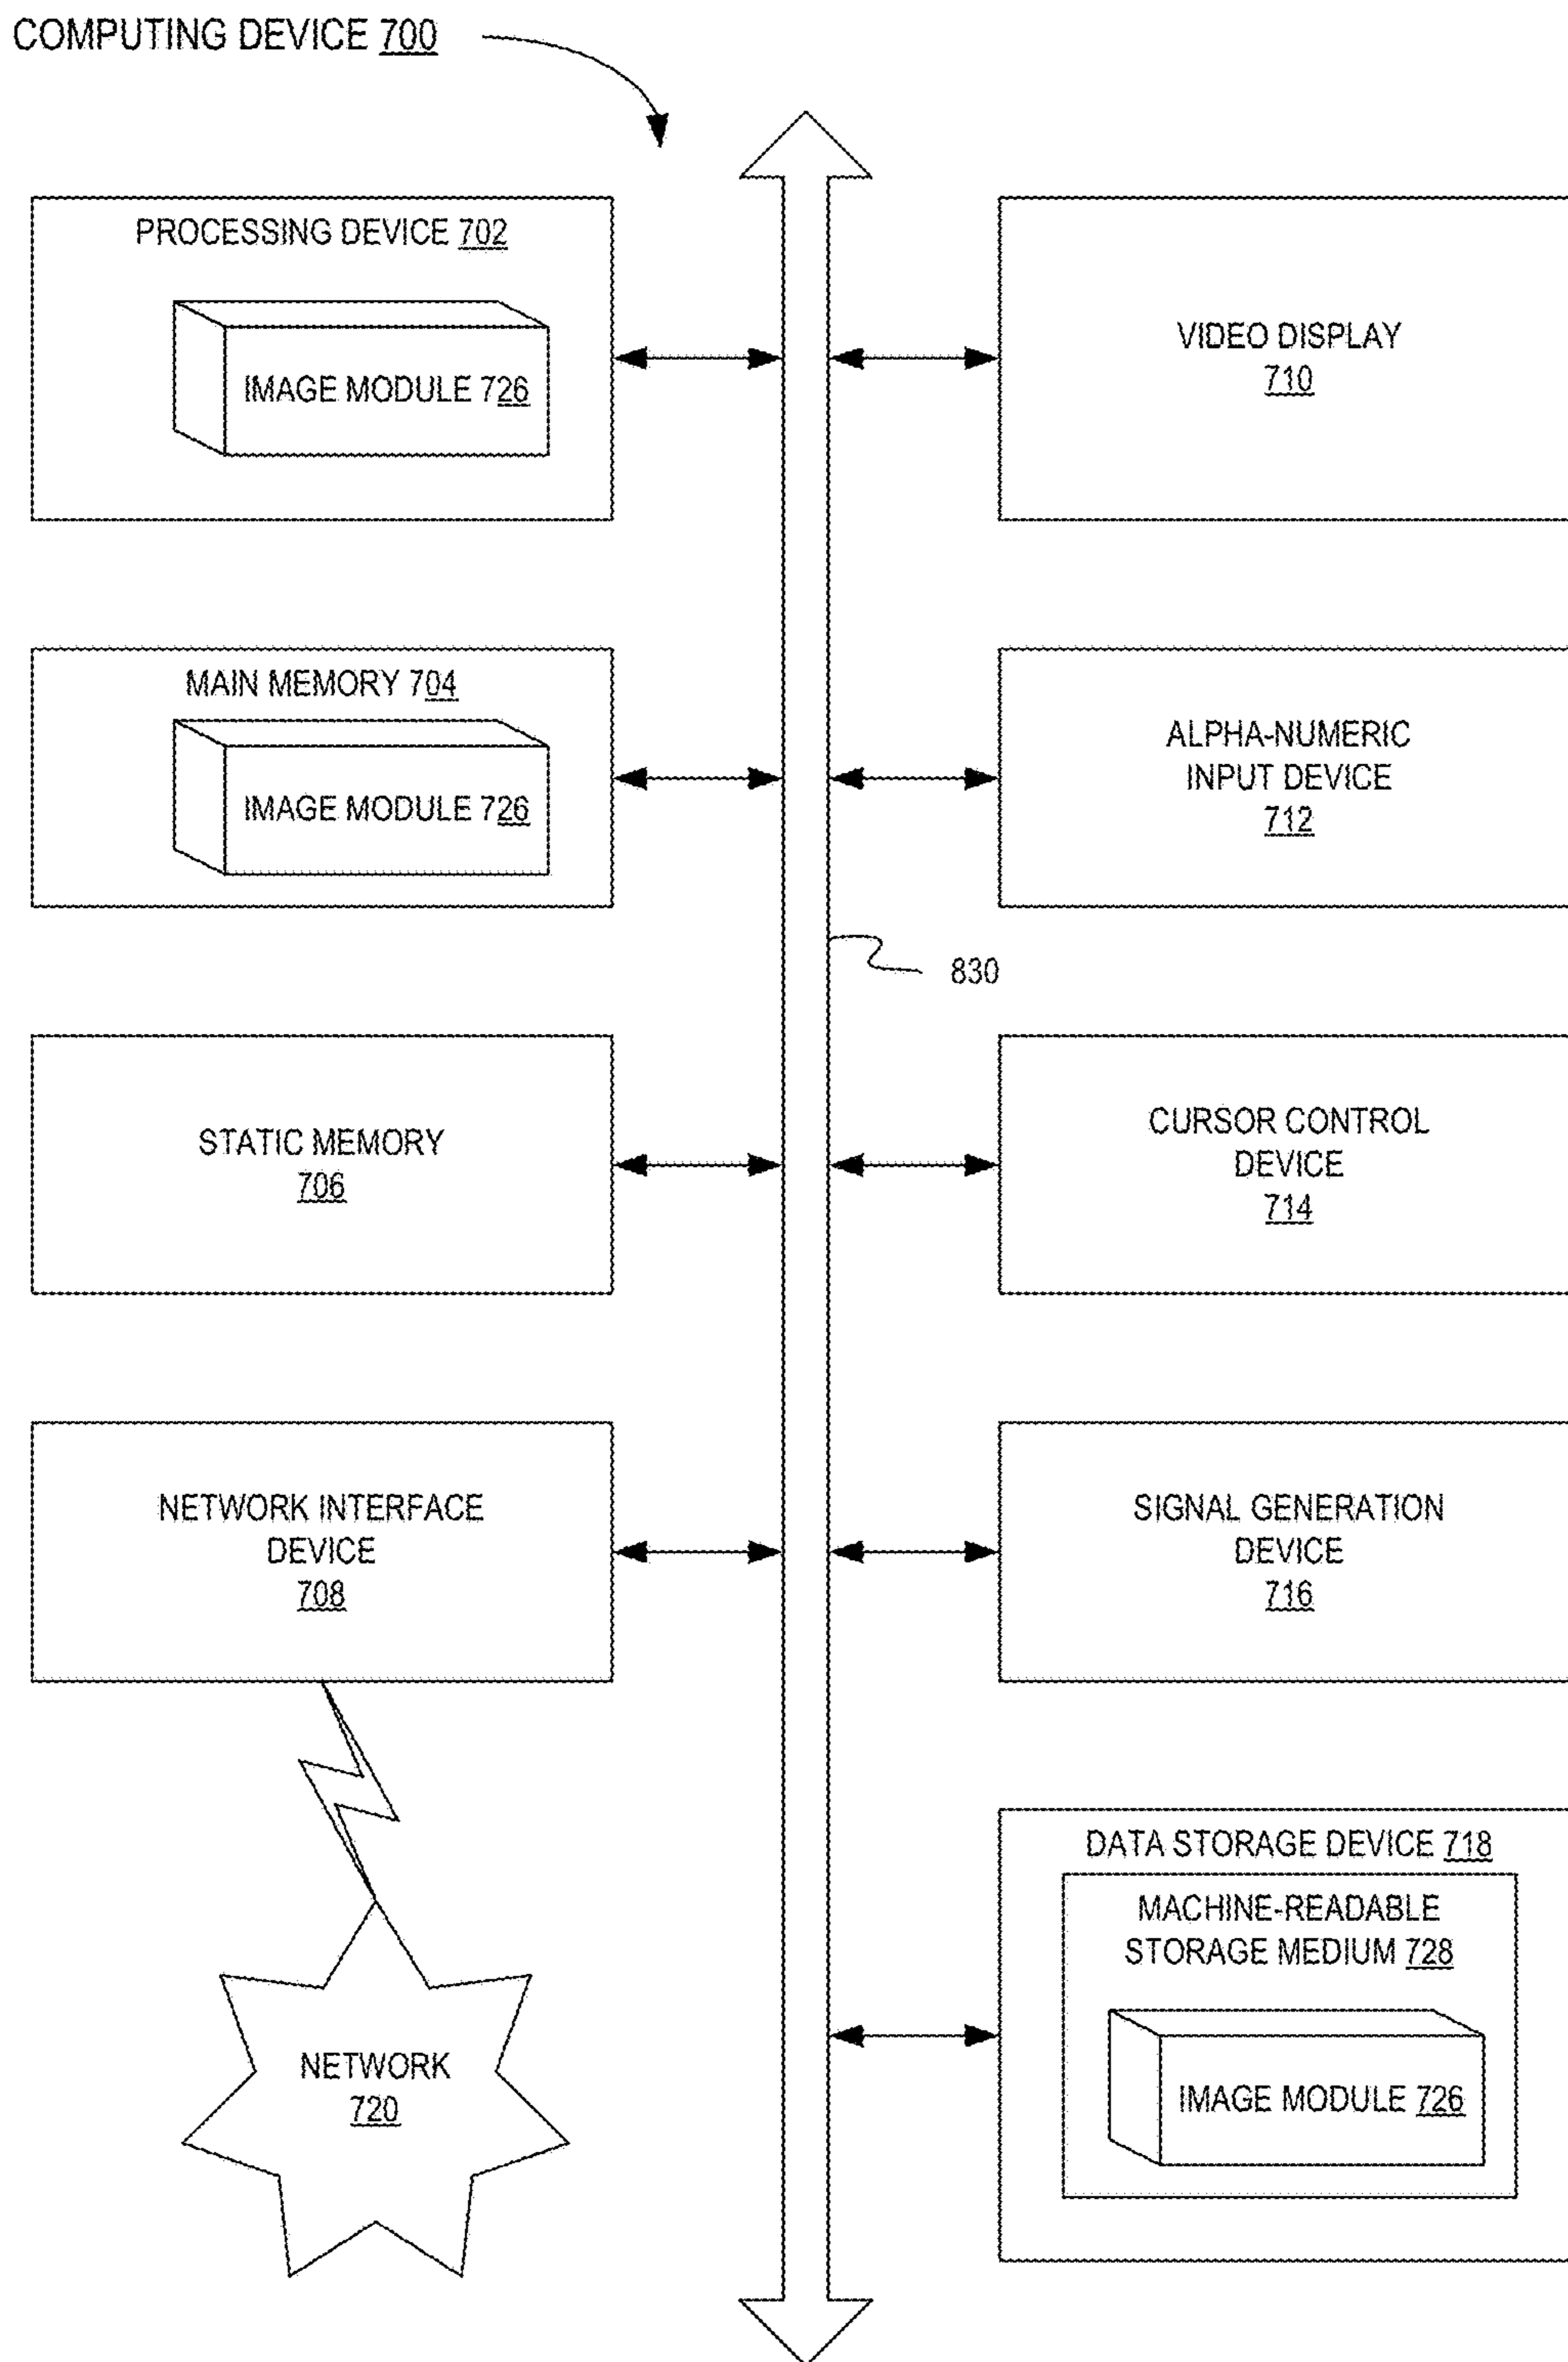 COMPUTING DEVICE 700
PROCESSING DEVICE 702
IMAGE MODULE 726
VIDEO DISPLAY
710
MAIN MEMORY 704
IMAGE MODULE 726
ALPHA-NUMERIC
INPUT DEVICE
712
830
STATIC MEMORY
706
CURSOR CONTROL
DEVICE
714
NETWORK INTERFACE
DEVICE
708
SIGNAL GENERATION
DEVICE
716
DATA STORAGE DEVICE 718
MACHINE-READABLE
STORAGE MEDIUM 728
IMAGE MODULE 726
NETWORK
720